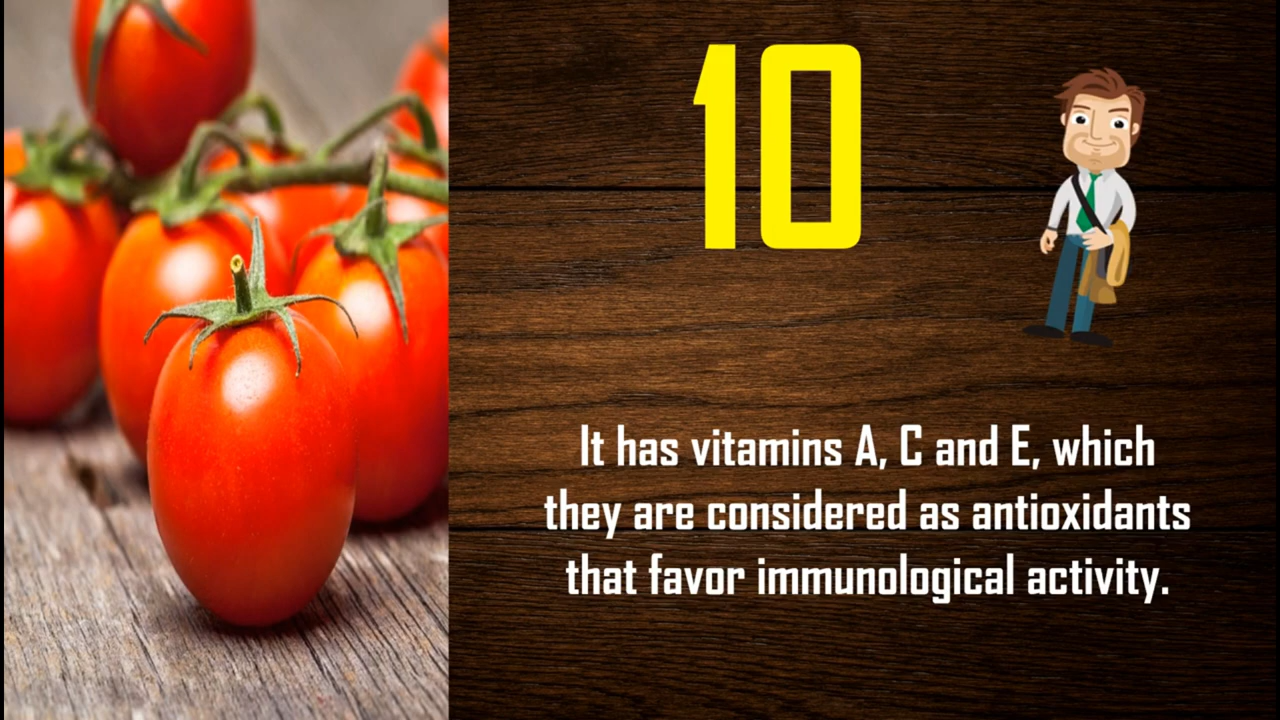 10
It has vitamins A, C and E, which
they are considered as antioxidants
that favor immunological activity.